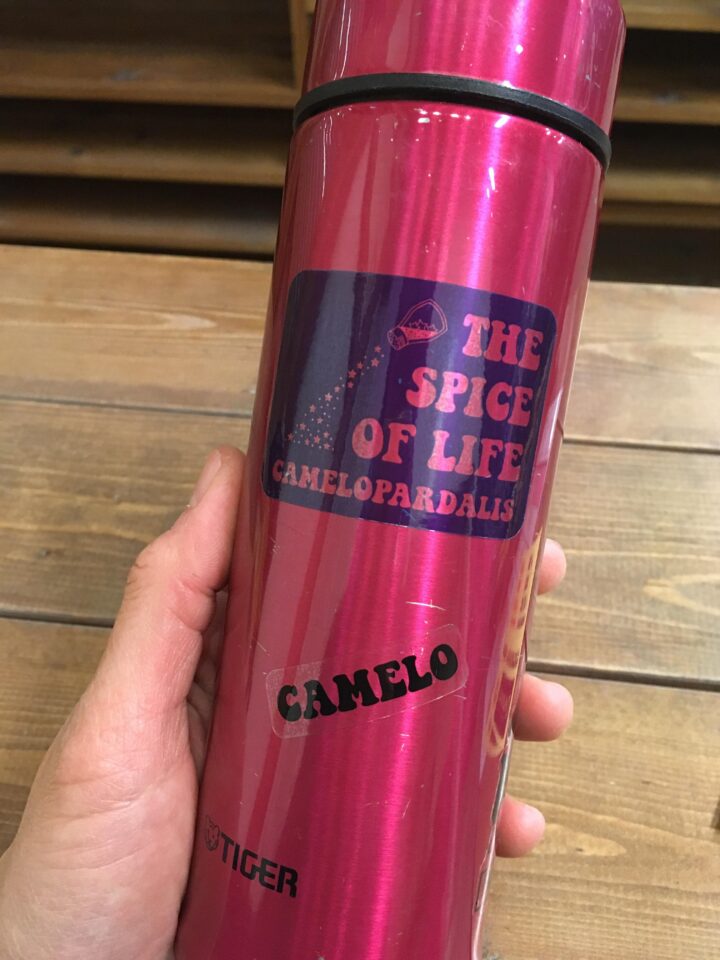 THE
SPICE
OF LIFE
CAMELOPARDALIS
CAMELO
TIGER